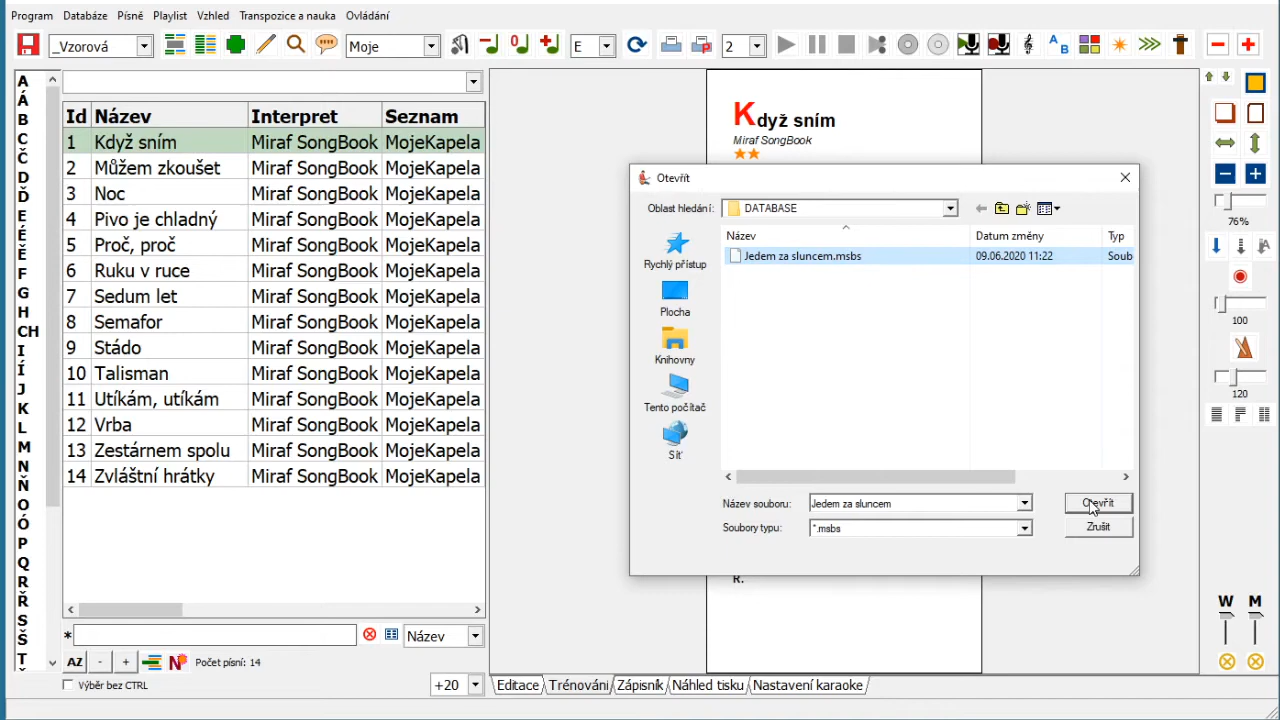 Program Databáze Písně Playlist Vzhled Transpozice a nauka Ovládání
_Vzorová Moje E 2
A
Á
B
C
Č
D
Ď
E
É
Ě
F
G
H
CH
I
Í
J
K
L
M
N
Ň
O
Ó
P
Q
R
Ř
S
Š
T
Id Název Interpret Seznam
1 Když sním Miraf SongBook MojeKapela
2 Můžem zkoušet Miraf SongBook MojeKapela
3 Noc Miraf SongBook MojeKapela
4 Pivo je chladný Miraf SongBook MojeKapela
5 Proč, proč Miraf SongBook MojeKapela
6 Ruku v ruce Miraf SongBook MojeKapela
7 Sedum let Miraf SongBook MojeKapela
8 Semafor Miraf SongBook MojeKapela
9 Stádo Miraf SongBook MojeKapela
10 Talisman Miraf SongBook MojeKapela
11 Utíkám, utíkám Miraf SongBook MojeKapela
12 Vrba Miraf SongBook MojeKapela
13 Zestárnem spolu Miraf SongBook MojeKapela
14 Zvláštní hrátky Miraf SongBook MojeKapela
* Název
AZ - + N Počet písní: 14
Výběr bez CTRL +20
Když sním
Miraf SongBook
Otevřít
Oblast hledání: DATABASE
Název Datum změny Typ
Jedem za sluncem.msbs 09.06.2020 11:22 Soub
Rychlý přístup
Plocha
Knihovny
Tento počítač
Síť
Název souboru: Jedem za sluncem Otevřít
Soubory typu: *.msbs Zrušit
R.
Editace Trénování Zápisník Náhled tisku Nastavení karaoke
76%
100
120
W M